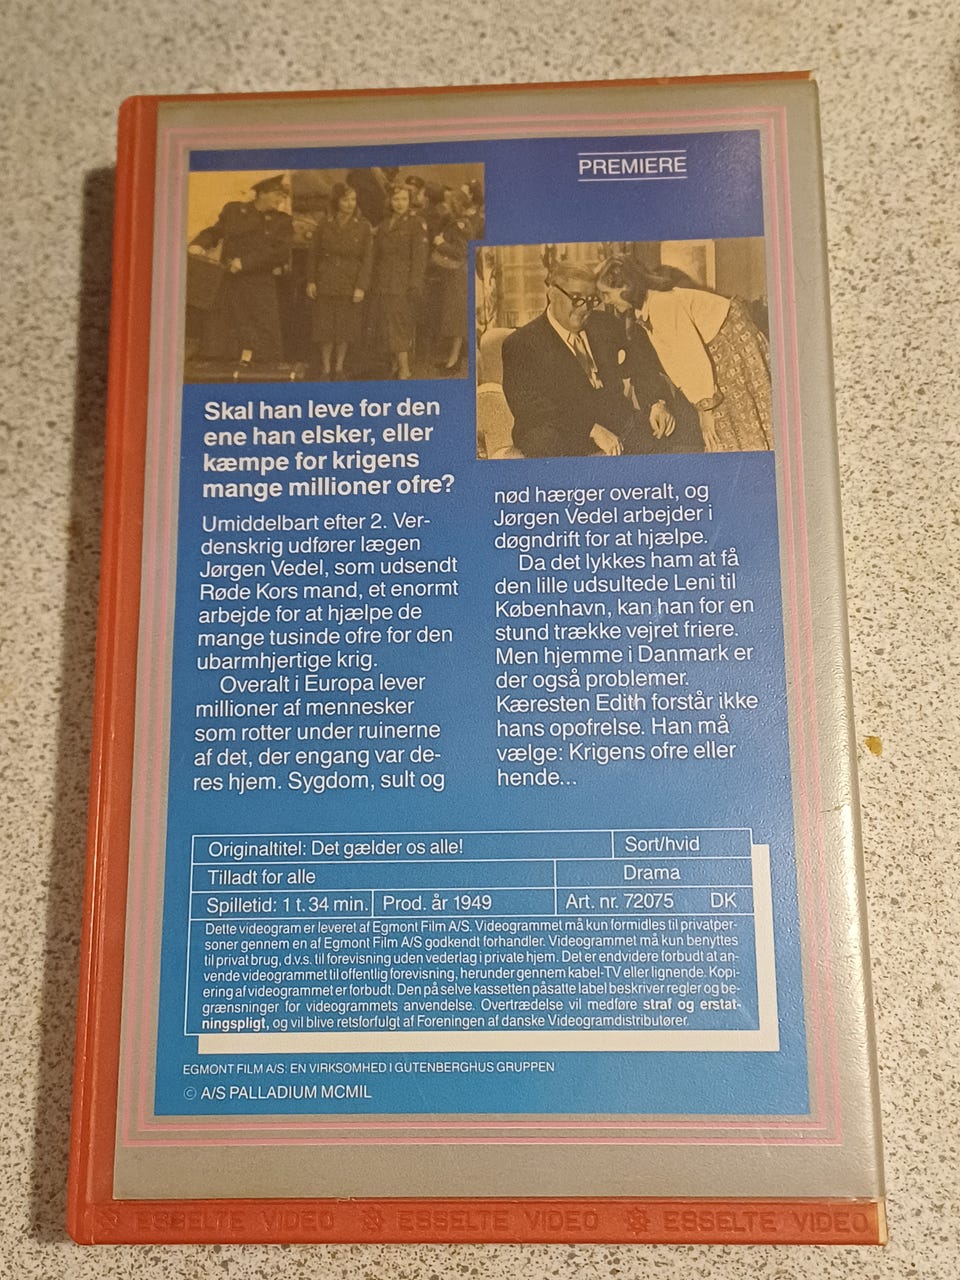 PREMIERE
Skal han leve for den
ene han elsker, eller
kæmpe for krigens
mange millioner ofre?
Umiddelbart efter 2. Ver-
denskrig udfører lægen
Jørgen Vedel, som udsendt
Røde Kors mand, et enormt
arbejde for at hjælpe de
mange tusinde ofre for den
ubarmhjertige krig.
Overalt i Europa lever
millioner af mennesker
som rotter under ruinerne
af det, der engang var de-
res hjem. Sygdom, sult og
nød hærger overalt, og
Jørgen Vedel arbejder i
døgndrift for at hjælpe.
Da det lykkes ham at få
den lille udsultede Leni til
København, kan han for en
stund trække vejret friere.
Men hjemme i Danmark er
der også problemer.
Kæresten Edith forstår ikke
hans opofrelse. Han må
vælge: Krigens ofre eller
hende...
Originaltitel: Det gælder os alle!
Sort/hvid
Tilladt for alle
Drama
Spilletid: 1 t. 34 min.
Prod. år 1949
Art. nr. 72075 DK
Dette videogram er leveret af Egmont Film A/S. Videogrammet må kun formidles til privatper-
soner gennem en af Egmont Film A/S godkendt forhandler. Videogrammet må kun benyttes
til privat brug, d.v.s. til forevisning uden vederlag i private hjem. Det er endvidere forbudt at an-
vende videogrammet til offentlig forevisning, herunder gennem kabel-TV eller lignende. Kopi-
ering af videogrammet er forbudt. Den på selve kassetten påsatte label beskriver regler og be-
grænsninger for videogrammets anvendelse. Overtrædelse vil medføre straf og erstat-
ningspligt, og vil blive retsforfulgt af Foreningen af danske Videogramdistributører.
EGMONT FILM A/S: EN VIRKSOMHED I GUTENBERGHUS GRUPPEN
© A/S PALLADIUM MCMIL
ESSELTE VIDEO ESSELTE VIDEO ESSELTE VIDEO